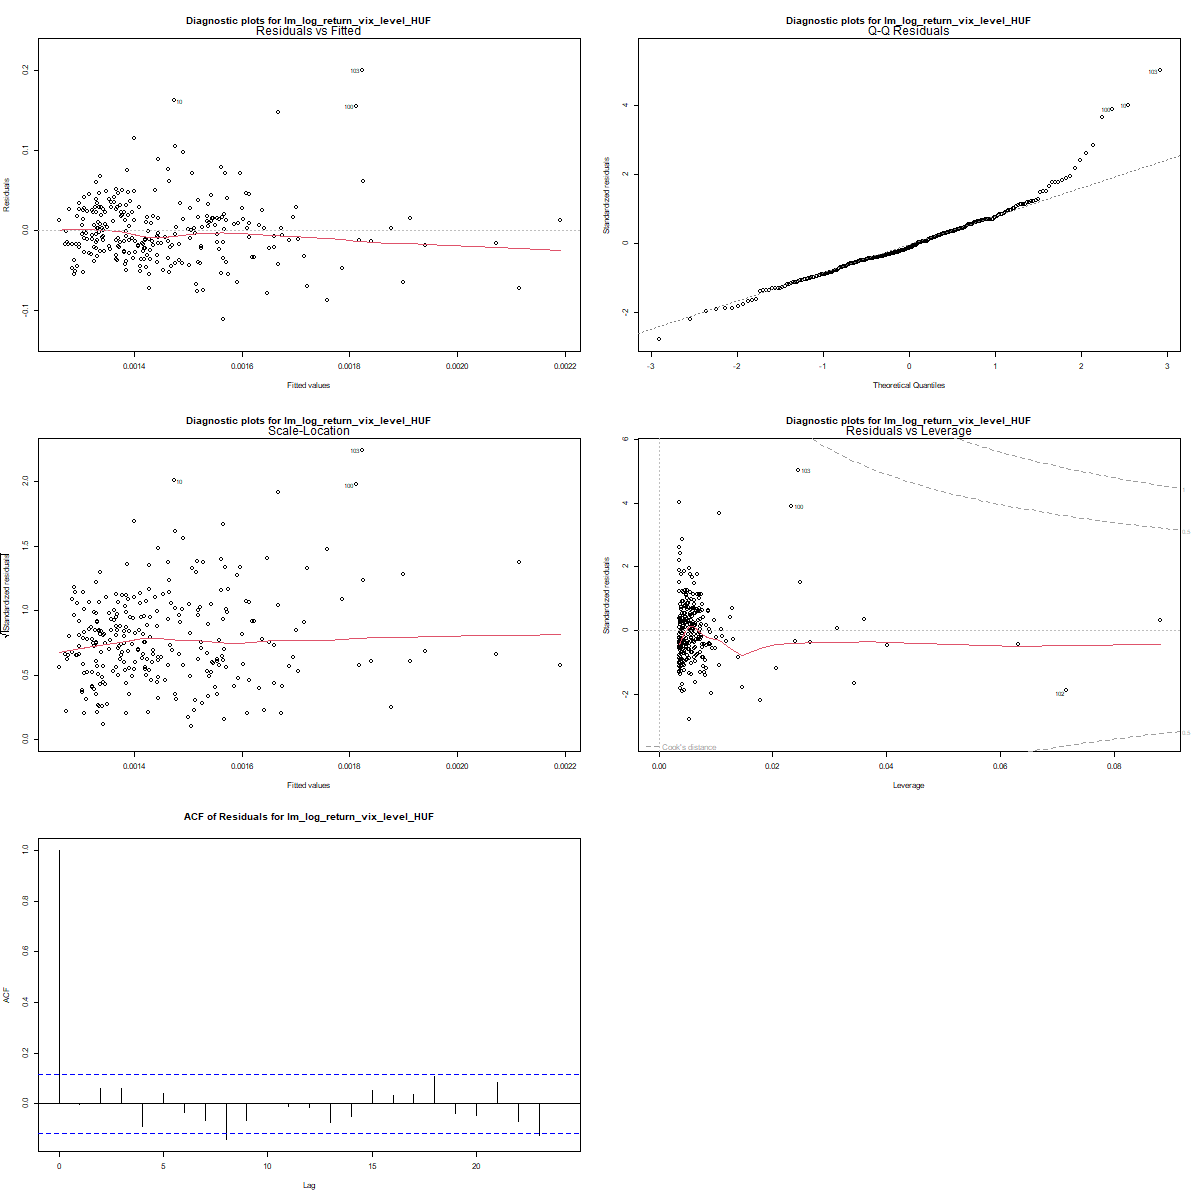 Diagnostic plots for lm_log_return_vix_level_HUF
Residuals vs Fitted
Residuals
0.2
0.1
0.0
-0.1
103
10
100
0.0014 0.0016 0.0018 0.0020 0.0022
Fitted values
Diagnostic plots for lm_log_return_vix_level_HUF
Q-Q Residuals
Standardized residuals
4
2
0
-2
103
100
10
-3 -2 -1 0 1 2 3
Theoretical Quantiles
Diagnostic plots for lm_log_return_vix_level_HUF
Scale-Location
√|Standardized residuals|
2.0
1.5
1.0
0.5
0.0
103
10
100
0.0014 0.0016 0.0018 0.0020 0.0022
Fitted values
Diagnostic plots for lm_log_return_vix_level_HUF
Residuals vs Leverage
Standardized residuals
6
4
2
0
-2
103
100
102
1
0.5
0.5
Cook's distance
0.00 0.02 0.04 0.06 0.08
Leverage
ACF of Residuals for lm_log_return_vix_level_HUF
ACF
1.0
0.8
0.6
0.4
0.2
0.0
0 5 10 15 20
Lag